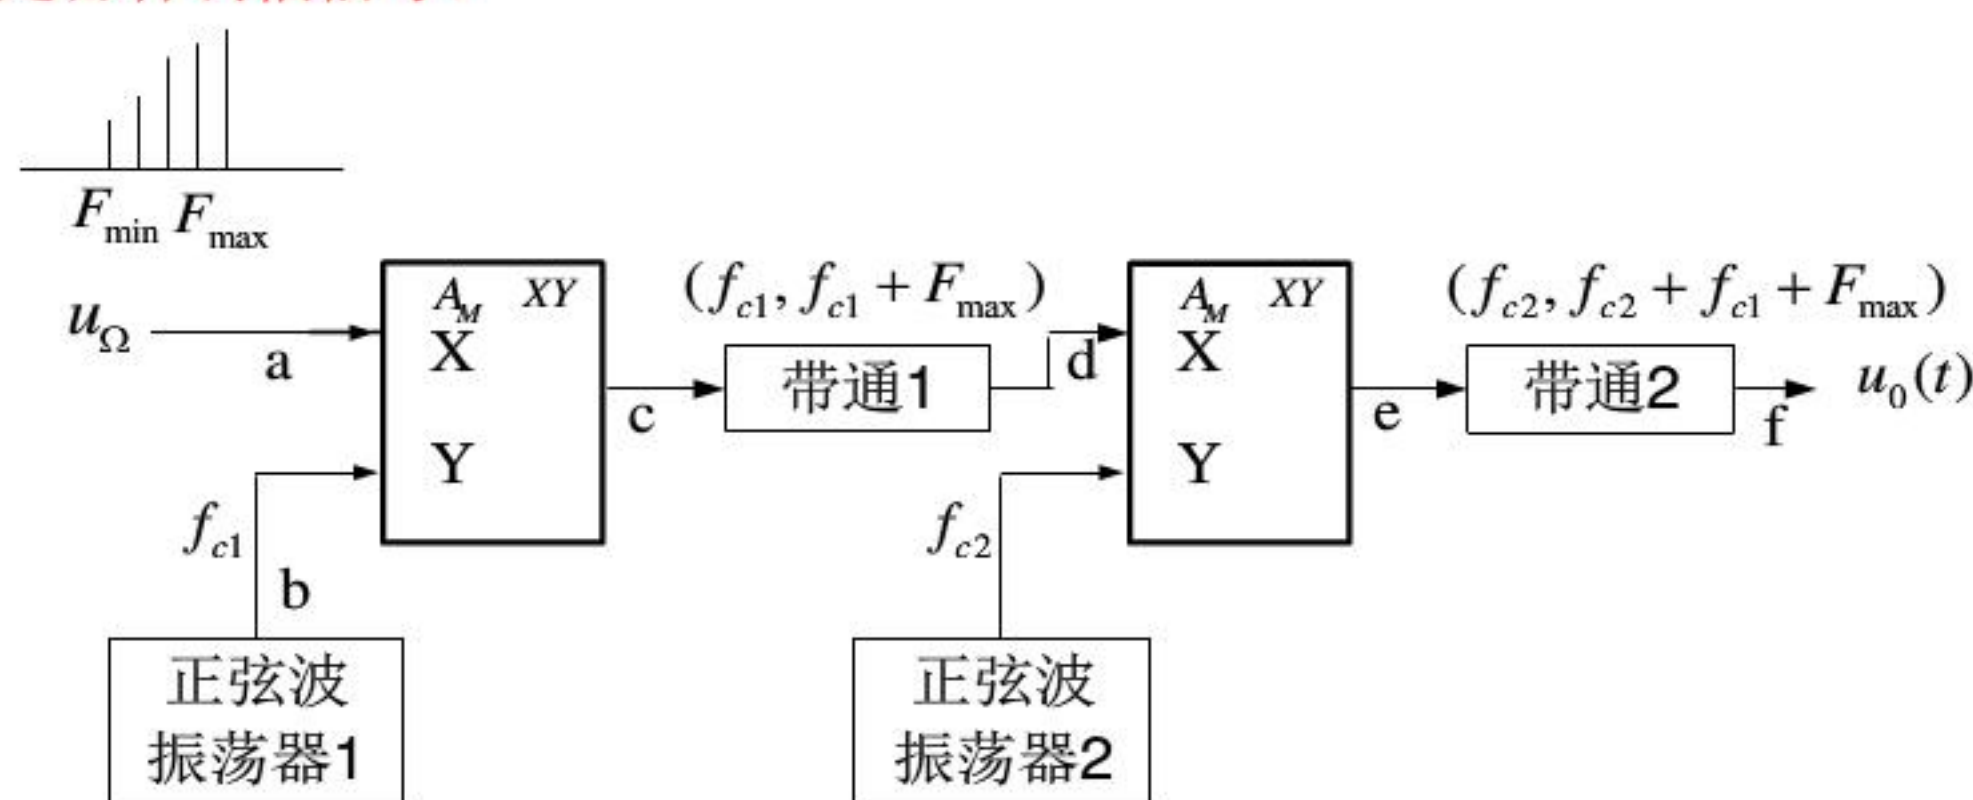 F_min F_max
u_Ω
a
A_M XY
X
Y
f_c1
b
正弦波
振荡器1
c
(f_c1, f_c1 + F_max)
带通1
d
A_M XY
X
Y
f_c2
正弦波
振荡器2
e
(f_c2, f_c2 + f_c1 + F_max)
带通2
f
u_0(t)